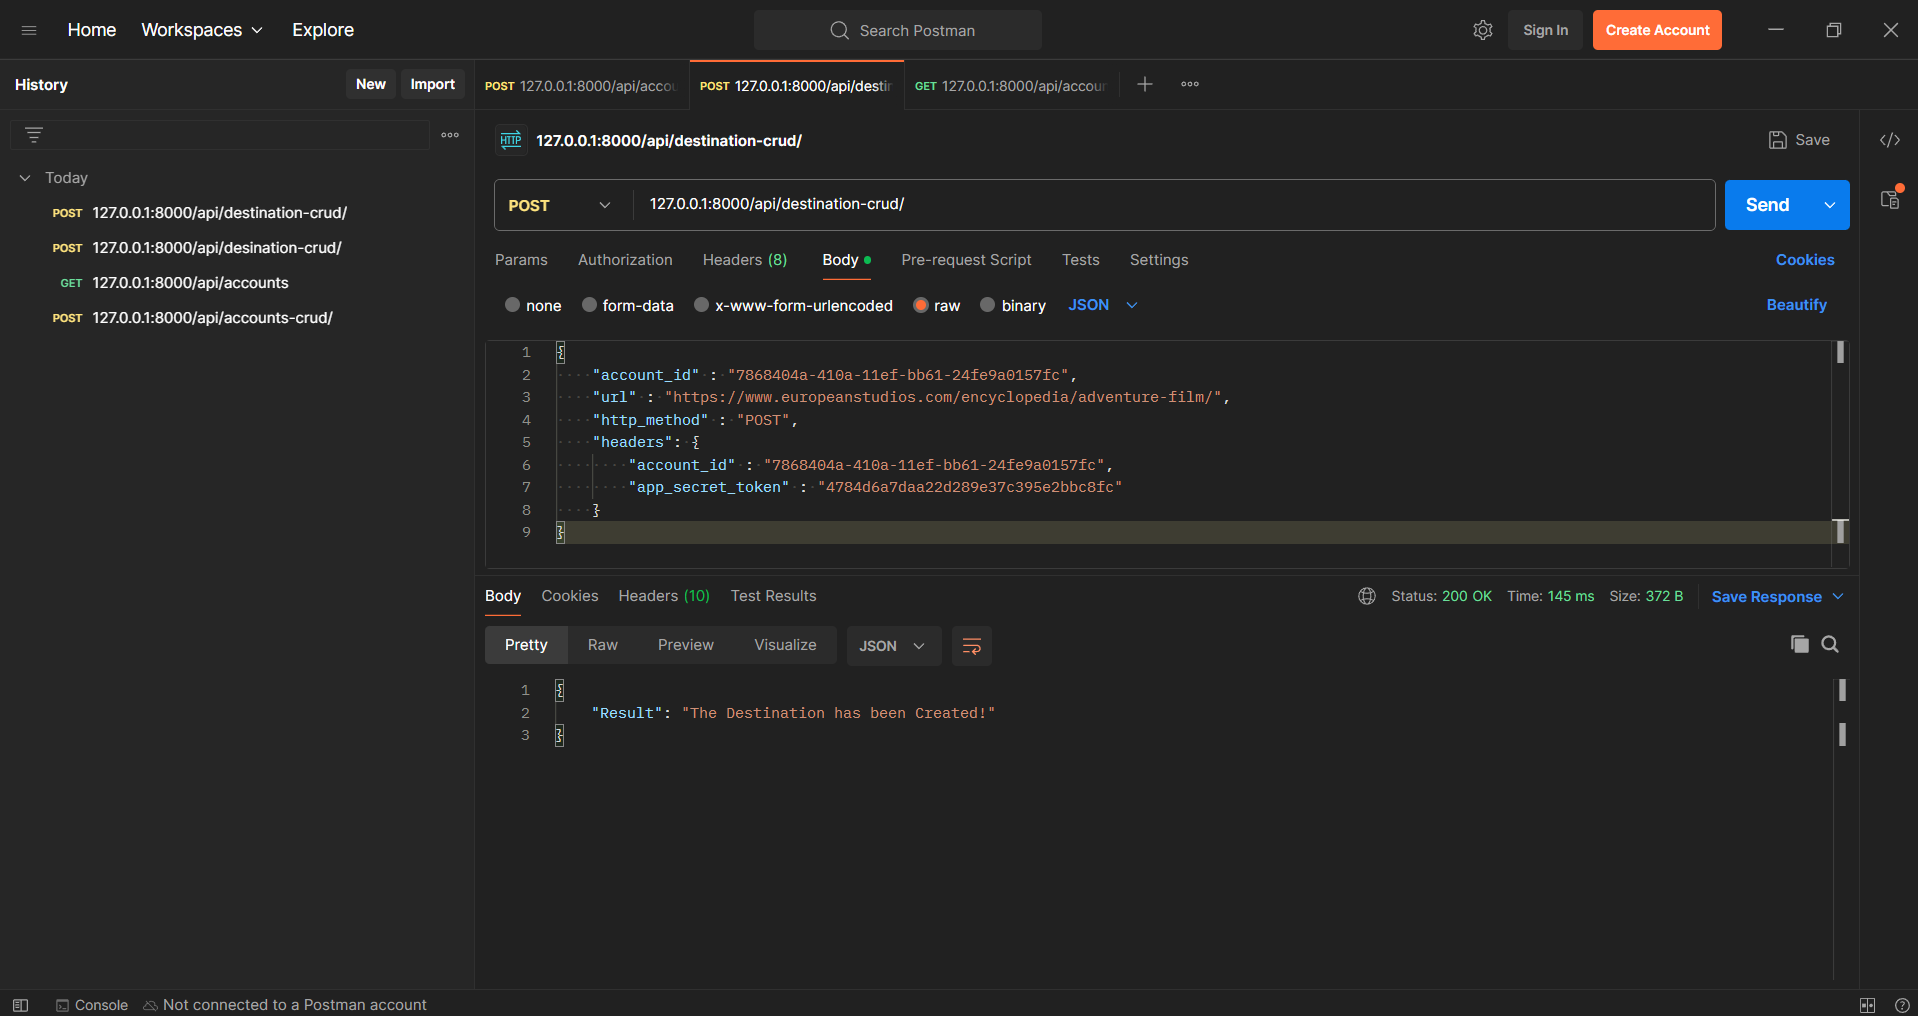 Home Workspaces Explore Search Postman Sign In Create Account
History New Import
POST 127.0.0.1:8000/api/accou POST 127.0.0.1:8000/api/destin GET 127.0.0.1:8000/api/accour
Today
POST 127.0.0.1:8000/api/destination-crud/
POST 127.0.0.1:8000/api/desination-crud/
GET 127.0.0.1:8000/api/accounts
POST 127.0.0.1:8000/api/accounts-crud/
HTTP 127.0.0.1:8000/api/destination-crud/ Save </>
POST 127.0.0.1:8000/api/destination-crud/ Send
Params Authorization Headers (8) Body Pre-request Script Tests Settings Cookies
none form-data x-www-form-urlencoded raw binary JSON Beautify
1 {
2 "account_id" : "7868404a-410a-11ef-bb61-24fe9a0157fc",
3 "url" : "https://www.europeanstudios.com/encyclopedia/adventure-film/",
4 "http_method" : "POST",
5 "headers": {
6 "account_id" : "7868404a-410a-11ef-bb61-24fe9a0157fc",
7 "app_secret_token" : "4784d6a7daa22d289e37c395e2bbc8fc"
8 }
9 }
Body Cookies Headers (10) Test Results Status: 200 OK Time: 145 ms Size: 372 B Save Response
Pretty Raw Preview Visualize JSON
1 {
2 "Result": "The Destination has been Created!"
3 }
Console Not connected to a Postman account